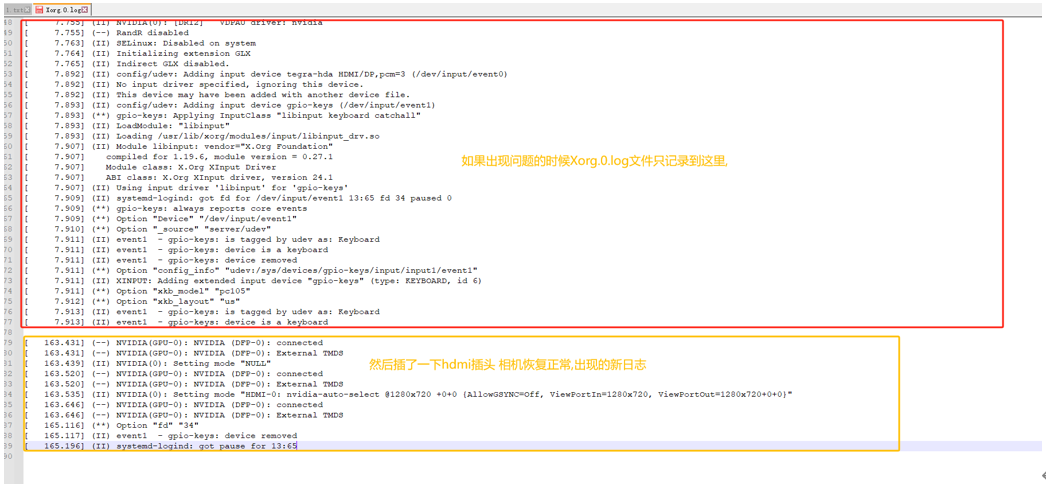 1.txt Xorg.0.log
48 [ 7.755] (II) NVIDIA(0): [DRI2] VDPAU driver: nvidia
49 [ 7.755] (--) RandR disabled
50 [ 7.763] (II) SELinux: Disabled on system
51 [ 7.764] (II) Initializing extension GLX
52 [ 7.765] (II) Indirect GLX disabled.
53 [ 7.892] (II) config/udev: Adding input device tegra-hda HDMI/DP,pcm=3 (/dev/input/event0)
54 [ 7.892] (II) No input driver specified, ignoring this device.
55 [ 7.892] (II) This device may have been added with another device file.
56 [ 7.893] (II) config/udev: Adding input device gpio-keys (/dev/input/event1)
57 [ 7.893] (**) gpio-keys: Applying InputClass "libinput keyboard catchall"
58 [ 7.893] (II) LoadModule: "libinput"
59 [ 7.893] (II) Loading /usr/lib/xorg/modules/input/libinput_drv.so
60 [ 7.907] (II) Module libinput: vendor="X.Org Foundation"
61 [ 7.907] compiled for 1.19.6, module version = 0.27.1
62 [ 7.907] Module class: X.Org XInput Driver
63 [ 7.907] ABI class: X.Org XInput driver, version 24.1
64 [ 7.907] (II) Using input driver 'libinput' for 'gpio-keys'
65 [ 7.909] (II) systemd-logind: got fd for /dev/input/event1 13:65 fd 34 paused 0
66 [ 7.909] (**) gpio-keys: always reports core events
67 [ 7.909] (**) Option "Device" "/dev/input/event1"
68 [ 7.910] (**) Option "_source" "server/udev"
69 [ 7.911] (II) event1 - gpio-keys: is tagged by udev as: Keyboard
70 [ 7.911] (II) event1 - gpio-keys: device is a keyboard
71 [ 7.911] (II) event1 - gpio-keys: device removed
72 [ 7.911] (**) Option "config_info" "udev:/sys/devices/gpio-keys/input/input1/event1"
73 [ 7.911] (II) XINPUT: Adding extended input device "gpio-keys" (type: KEYBOARD, id 6)
74 [ 7.911] (**) Option "xkb_model" "pc105"
75 [ 7.912] (**) Option "xkb_layout" "us"
76 [ 7.913] (II) event1 - gpio-keys: is tagged by udev as: Keyboard
77 [ 7.913] (II) event1 - gpio-keys: device is a keyboard
如果出现问题的时候Xorg.0.log文件只记录到这里,
78
79 [ 163.431] (--) NVIDIA(GPU-0): NVIDIA (DFP-0): connected
80 [ 163.431] (--) NVIDIA(GPU-0): NVIDIA (DFP-0): External TMDS
81 [ 163.439] (II) NVIDIA(0): Setting mode "NULL"
82 [ 163.520] (--) NVIDIA(GPU-0): NVIDIA (DFP-0): connected
83 [ 163.520] (--) NVIDIA(GPU-0): NVIDIA (DFP-0): External TMDS
84 [ 163.535] (II) NVIDIA(0): Setting mode "HDMI-0: nvidia-auto-select @1280x720 +0+0 {AllowGSYNC=Off, ViewPortIn=1280x720, ViewPortOut=1280x720+0+0}"
85 [ 163.646] (--) NVIDIA(GPU-0): NVIDIA (DFP-0): connected
86 [ 163.646] (--) NVIDIA(GPU-0): NVIDIA (DFP-0): External TMDS
87 [ 165.116] (**) Option "fd" "34"
88 [ 165.117] (II) event1 - gpio-keys: device removed
89 [ 165.196] (II) systemd-logind: got pause for 13:65
90
然后插了一下hdmi插头 相机恢复正常,出现的新日志